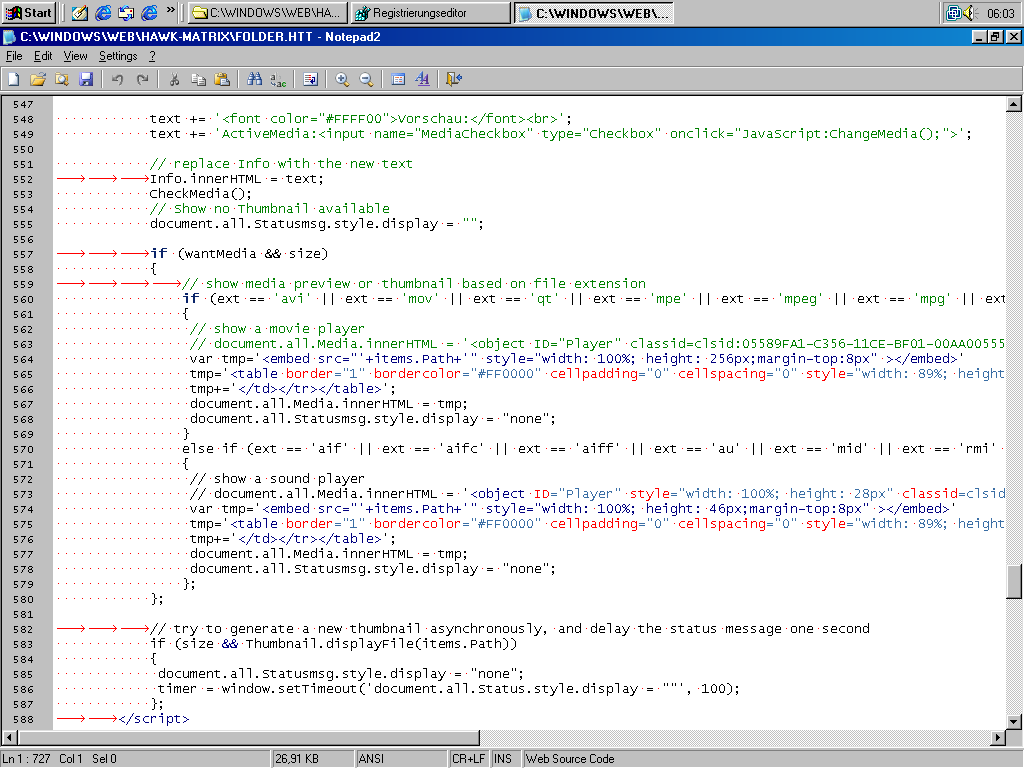 Start » C:\WINDOWS\WEB\HA... Registrierungseditor C:\WINDOWS\WEB\... 06:03
C:\WINDOWS\WEB\HAWK-MATRIX\FOLDER.HTT - Notepad2
File Edit View Settings ?
547
548 text += '<font color="#FFFF00">Vorschau:</font><br>';
549 text += 'ActiveMedia:<input name="MediaCheckbox" type="Checkbox" onclick="JavaScript:ChangeMedia();">';
550
551 // replace Info with the new text
552 Info.innerHTML = text;
553 CheckMedia();
554 // Show no Thumbnail available
555 document.all.Statusmsg.style.display = "";
556
557 if (wantMedia && size)
558 {
559 // show media preview or thumbnail based on file extension
560 if (ext == 'avi' || ext == 'mov' || ext == 'qt' || ext == 'mpe' || ext == 'mpeg' || ext == 'mpg' || ext
561 {
562 // show a movie player
563 // document.all.Media.innerHTML = '<object ID="Player" classid=clsid:05589FA1-C356-11CE-BF01-00AA00555
564 var tmp='<embed src="'+items.Path+'" style="width: 100%; height: 256px;margin-top:8px" ></embed>'
565 tmp='<table border="1" bordercolor="#FF0000" cellpadding="0" cellspacing="0" style="width: 89%; height
566 tmp+='</td></tr></table>';
567 document.all.Media.innerHTML = tmp;
568 document.all.Statusmsg.style.display = "none";
569 }
570 else if (ext == 'aif' || ext == 'aifc' || ext == 'aiff' || ext == 'au' || ext == 'mid' || ext == 'rmi'
571 {
572 // show a sound player
573 // document.all.Media.innerHTML = '<object ID="Player" style="width: 100%; height: 28px" classid=clsid
574 var tmp='<embed src="'+items.Path+'" style="width: 100%; height: 46px;margin-top:8px" ></embed>'
575 tmp='<table border="1" bordercolor="#FF0000" cellpadding="0" cellspacing="0" style="width: 89%; height
576 tmp+='</td></tr></table>';
577 document.all.Media.innerHTML = tmp;
578 document.all.Statusmsg.style.display = "none";
579 };
580 };
581
582 // try to generate a new thumbnail asynchronously, and delay the status message one second
583 if (size && Thumbnail.displayFile(items.Path))
584 {
585 document.all.Statusmsg.style.display = "none";
586 timer = window.setTimeout('document.all.Status.style.display = ""', 100);
587 };
588 </script>
Ln 1 : 727 Col 1 Sel 0 26,91 KB ANSI CR+LF INS Web Source Code